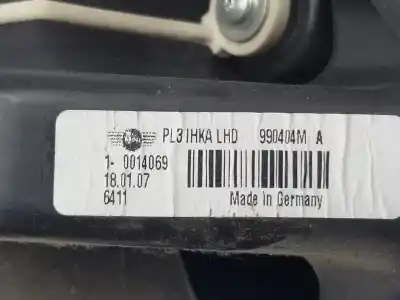 PL3 IHKA LHD 990404M A
1- 0014069
18.01.07
6411
Made in Germany